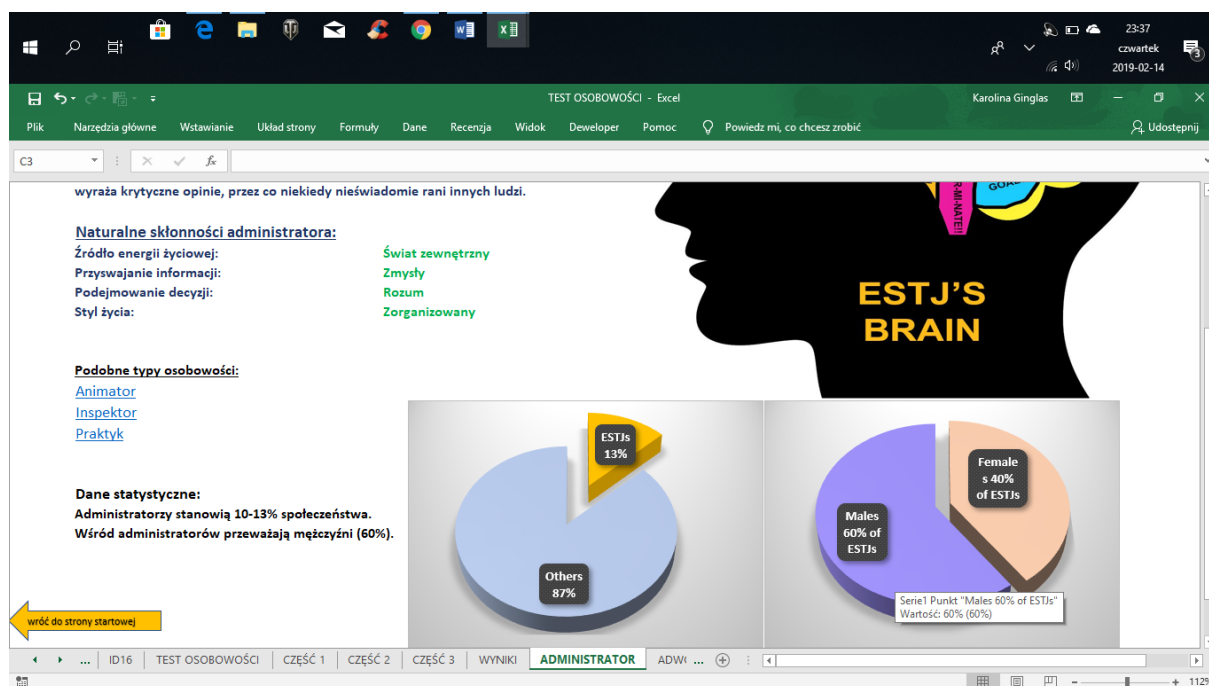 23:37
czwartek
2019-02-14
3
TEST OSOBOWOŚCI - Excel
Karolina Ginglas
Plik Narzędzia główne Wstawianie Układ strony Formuły Dane Recenzja Widok Deweloper Pomoc Powiedz mi, co chcesz zrobić Udostępnij
C3 fx
wyraża krytyczne opinie, przez co niekiedy nieświadomie rani innych ludzi.
Naturalne skłonności administratora:
Źródło energii życiowej: Świat zewnętrzny
Przyswajanie informacji: Zmysły
Podejmowanie decyzji: Rozum
Styl życia: Zorganizowany
R-MI-NATE!!
ESTJ'S
BRAIN
Podobne typy osobowości:
Animator
Inspektor
Praktyk
Dane statystyczne:
Administratorzy stanowią 10-13% społeczeństwa.
Wśród administratorów przeważają mężczyźni (60%).
ESTJs
13%
Others
87%
Female
s 40%
of ESTJs
Males
60% of
ESTJs
Serie1 Punkt "Males 60% of ESTJs"
Wartość: 60% (60%)
wróć do strony startowej
... ID16 TEST OSOBOWOŚCI CZĘŚĆ 1 CZĘŚĆ 2 CZĘŚĆ 3 WYNIKI ADMINISTRATOR ADW ...
112%